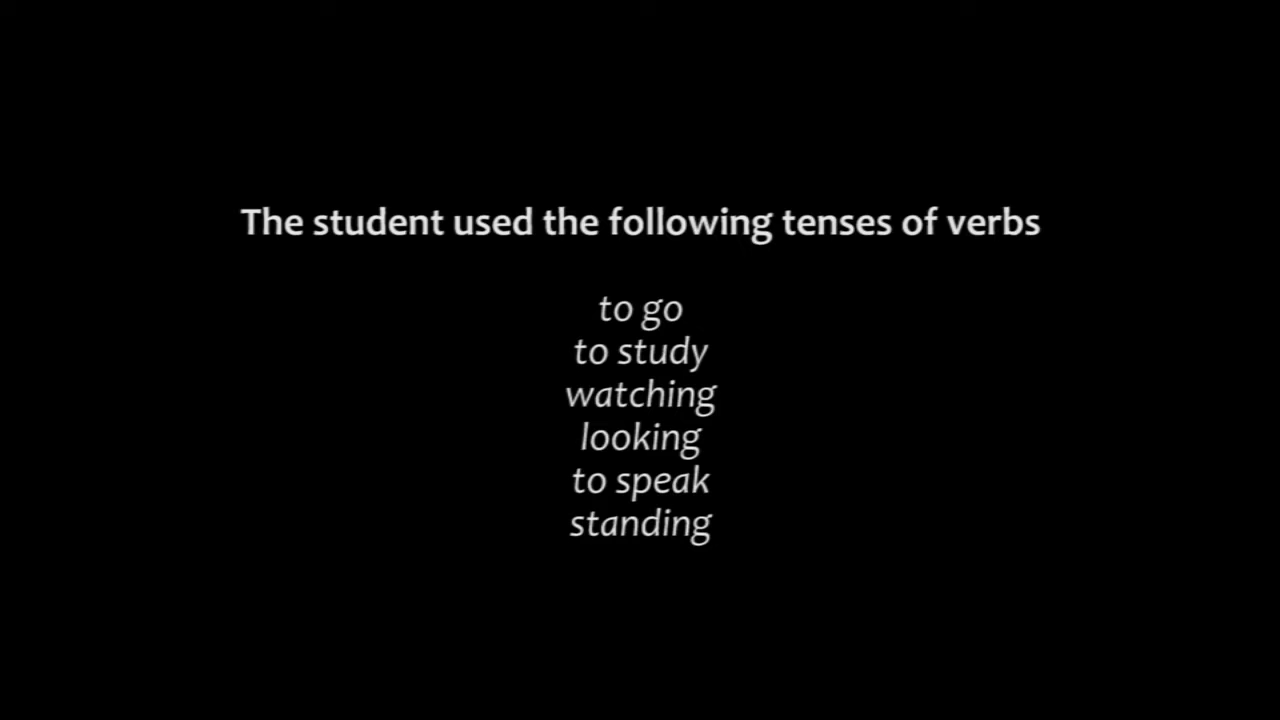 The student used the following tenses of verbs
to go
to study
watching
looking
to speak
standing